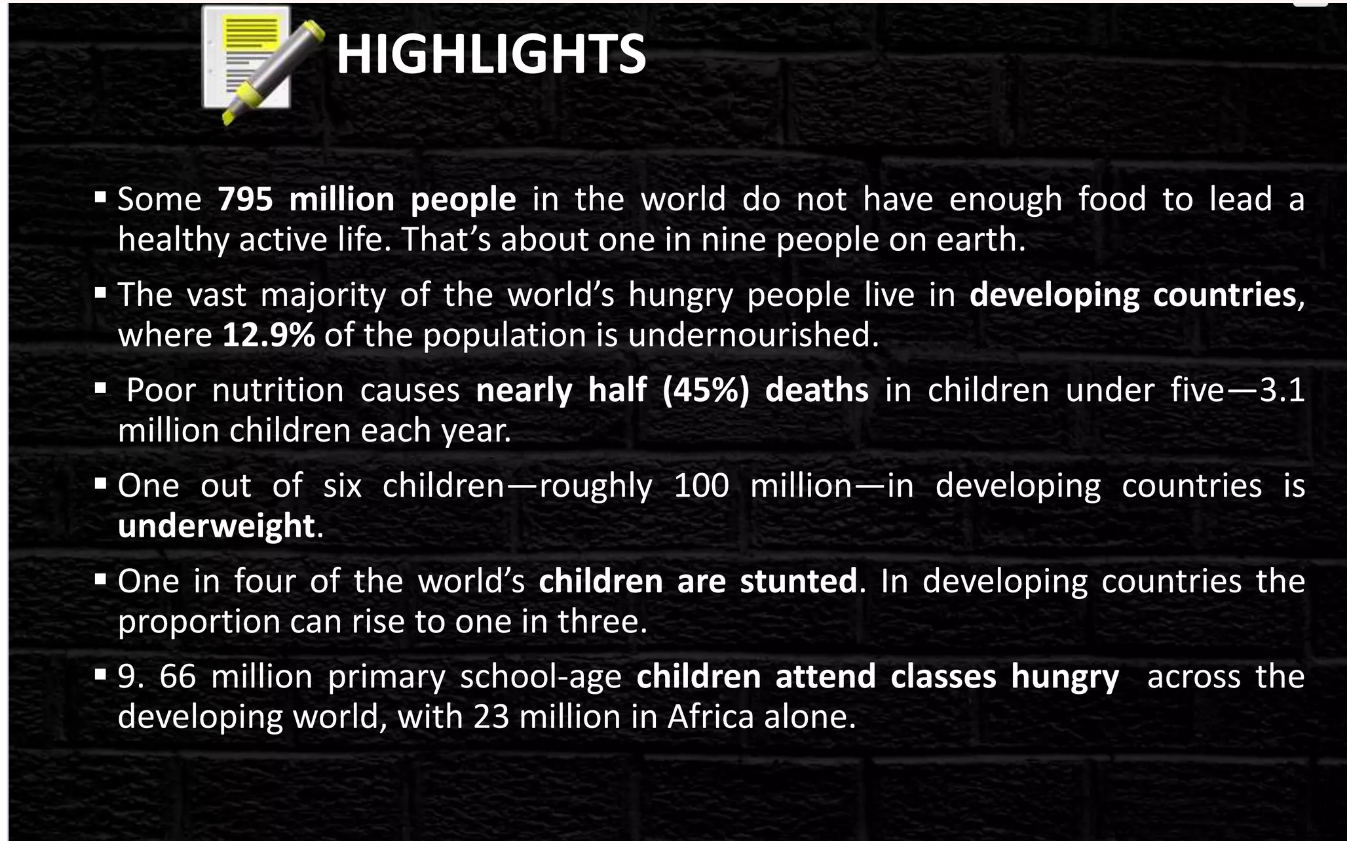 HIGHLIGHTS
▪ Some 795 million people in the world do not have enough food to lead a
healthy active life. That’s about one in nine people on earth.
▪ The vast majority of the world’s hungry people live in developing countries,
where 12.9% of the population is undernourished.
▪ Poor nutrition causes nearly half (45%) deaths in children under five—3.1
million children each year.
▪ One out of six children—roughly 100 million—in developing countries is
underweight.
▪ One in four of the world’s children are stunted. In developing countries the
proportion can rise to one in three.
▪ 9. 66 million primary school-age children attend classes hungry across the
developing world, with 23 million in Africa alone.